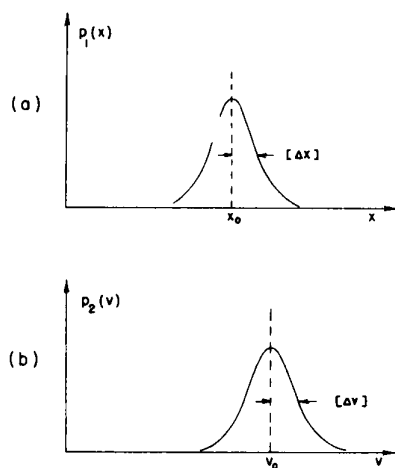 P₁(x)
(a)
[Δx]
x₀
x
P₂(v)
(b)
[Δv]
v₀
v